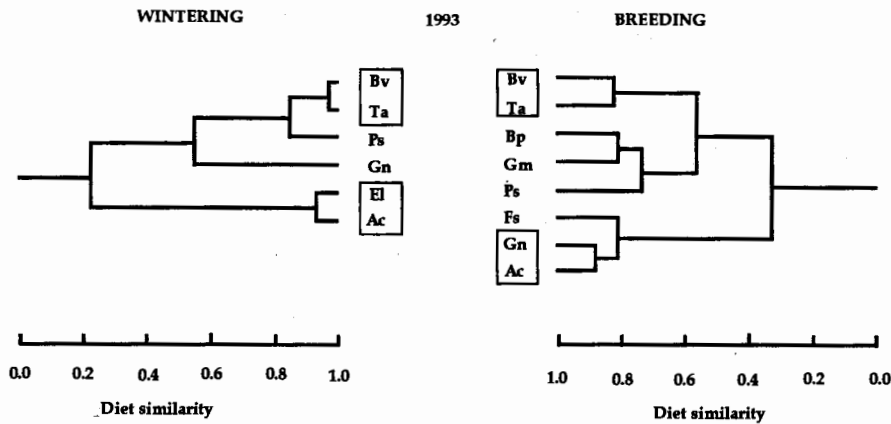 WINTERING 1993 BREEDING
Bv
Ta
Ps
Gn
El
Ac
Bv
Ta
Bp
Gm
Ps
Fs
Gn
Ac
0.0 0.2 0.4 0.6 0.8 1.0
Diet similarity
1.0 0.8 0.6 0.4 0.2 0.0
Diet similarity